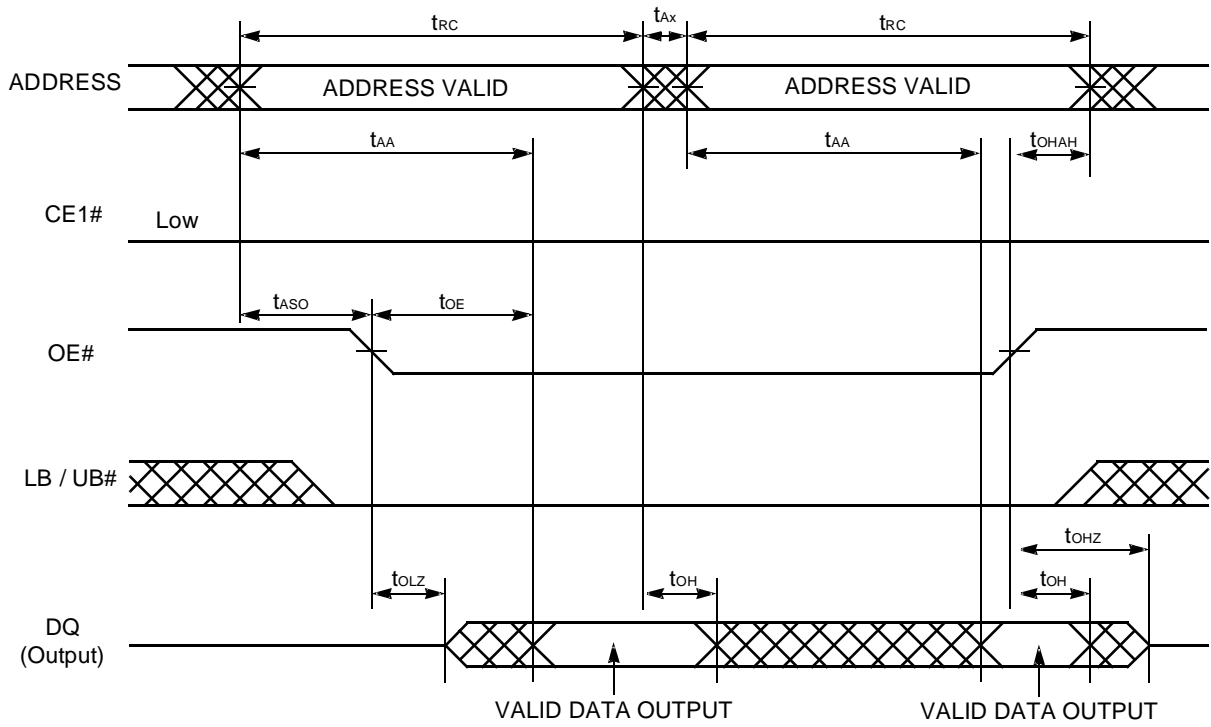 tRC tAx tRC
ADDRESS ADDRESS VALID ADDRESS VALID
tAA tAA tOHAH
CE1# Low
tASO tOE
OE#
LB / UB#
tOHZ
tOLZ tOH tOH
DQ
(Output)
VALID DATA OUTPUT VALID DATA OUTPUT